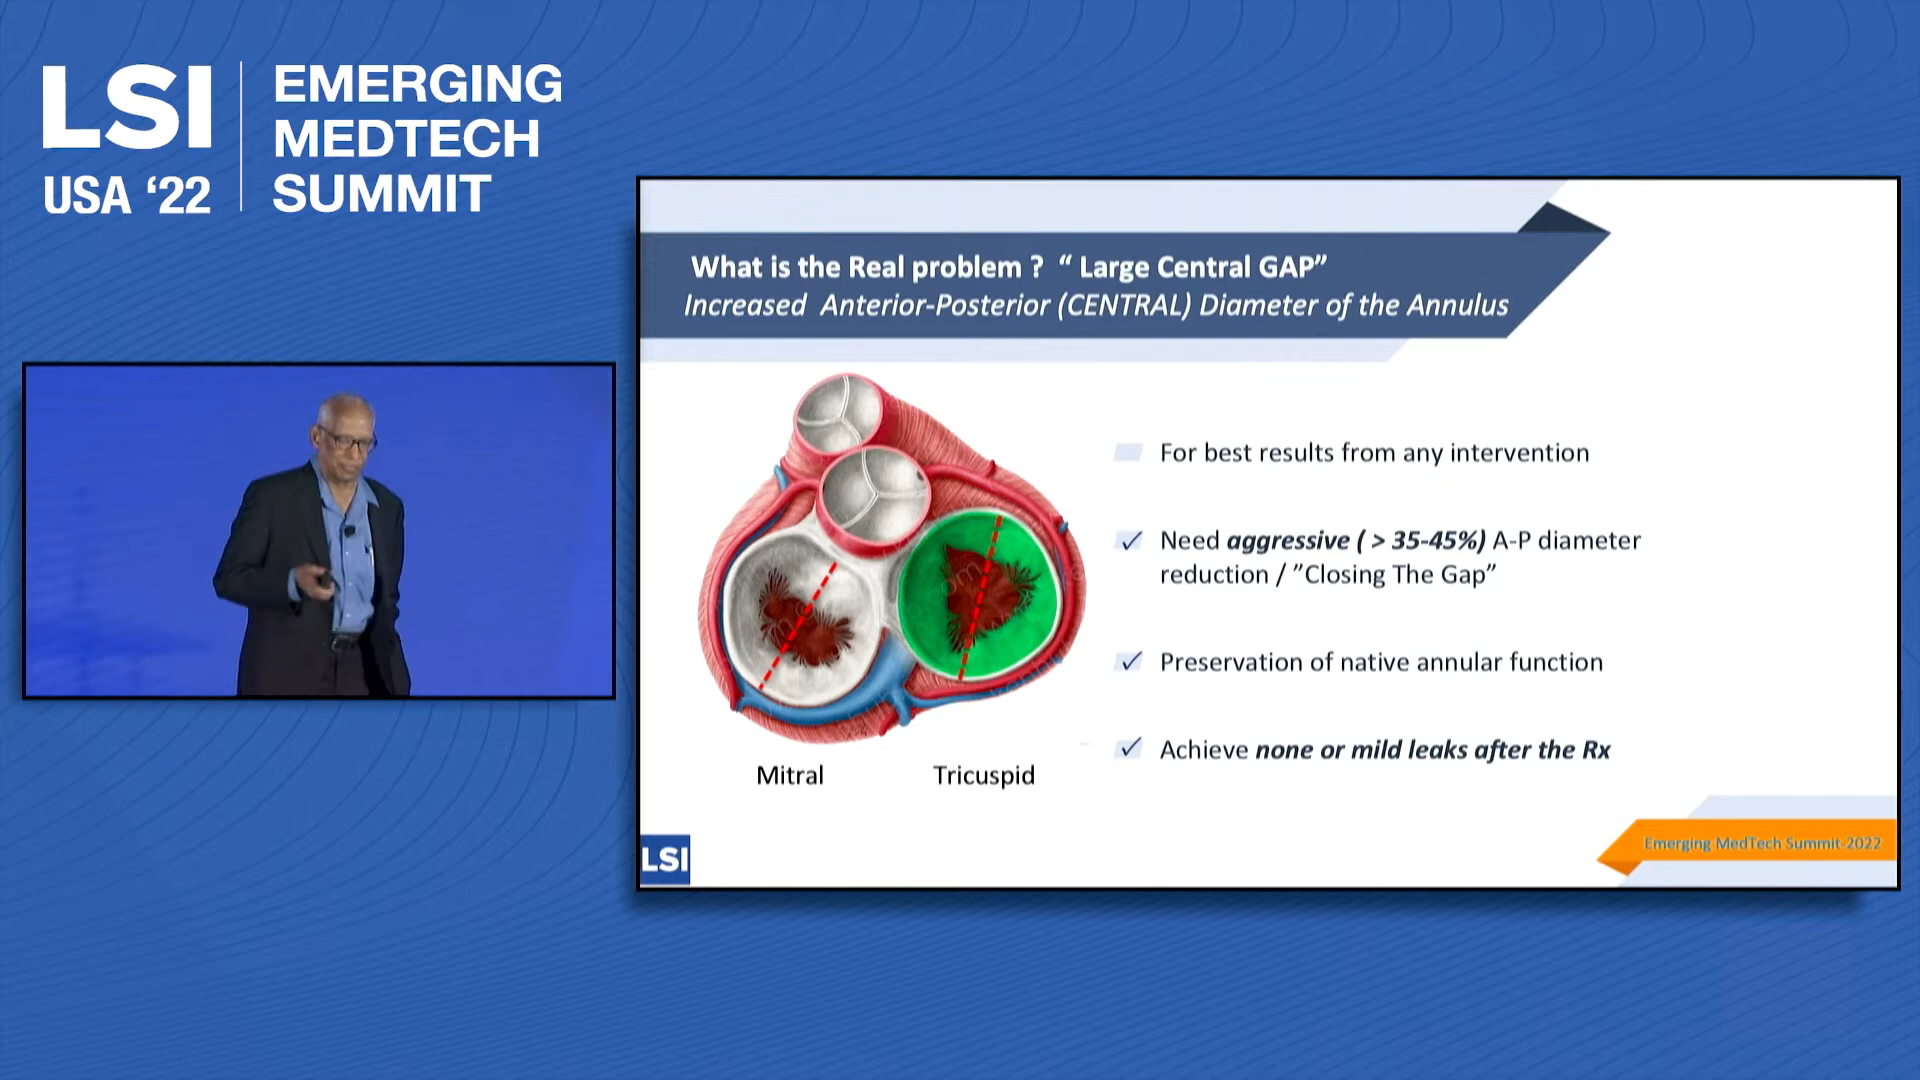 LSI
USA ‘22
EMERGING
MEDTECH
SUMMIT
What is the Real problem ? “ Large Central GAP”
Increased Anterior-Posterior (CENTRAL) Diameter of the Annulus
For best results from any intervention
✓ Need aggressive ( > 35-45%) A-P diameter
reduction / ”Closing The Gap”
✓ Preservation of native annular function
✓ Achieve none or mild leaks after the Rx
Mitral
Tricuspid
LSI
Emerging MedTech Summit-2022